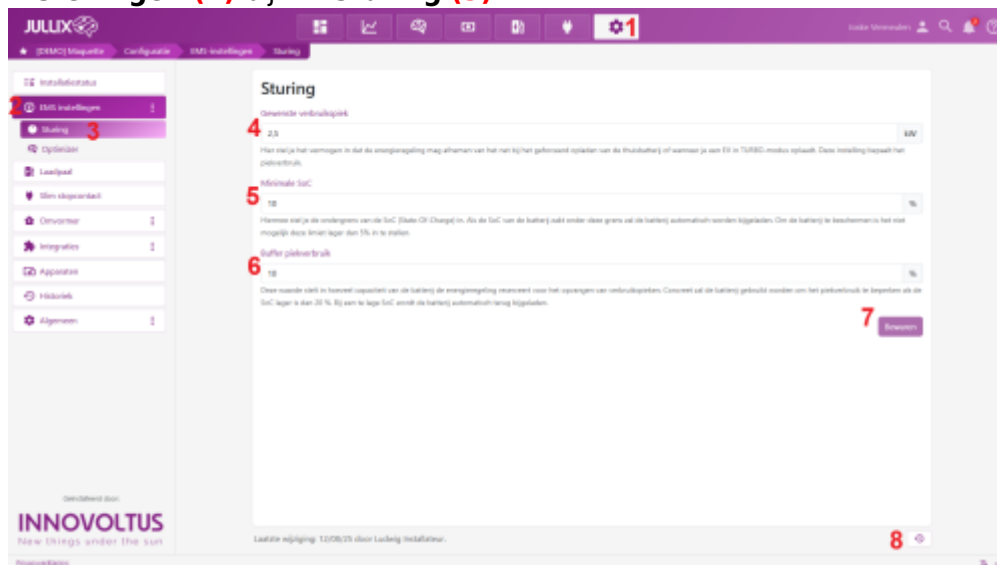 JULLIX
1
Joske Vermeulen
[DEMO] Maquette
Configuratie
EMS-instellingen
Sturing
Installatiestatus
2 EMS instellingen
Sturing 3
Optimizer
Laadpaal
Slim stopcontact
Omvormer
Integraties
Apparaten
Historiek
Algemeen
Geïnstalleerd door:
INNOVOLTUS
New things under the sun
Sturing
Gewenste verbruikspiek
4 2,5 kW
Hier stel je het vermogen in dat de energieregeling mag afnemen van het net bij het geforceerd opladen van de thuisbatterij of wanneer je een EV in TURBO-modus oplaadt. Deze instelling bepaalt het
piekverbruik.
Minimale SoC
5 10 %
Hiermee stel je de ondergrens van de SoC (State Of Charge) in. Als de SoC van de batterij zakt onder deze grens zal de batterij automatisch worden bijgeladen. Om de batterij te beschermen is het niet
mogelijk deze limiet lager dan 5% in te stellen.
Buffer piekverbruik
6 10 %
Deze waarde stelt in hoeveel capaciteit van de batterij de energieregeling reserveert voor het opvangen van verbruikspieken. Concreet zal de batterij gebruikt worden om het piekverbruik te beperken als de
SoC lager is dan 20 %. Bij een te lage SoC wordt de batterij automatisch terug bijgeladen.
7 Bewaren
Laatste wijziging: 12/08/25 door Ludwig Installateur.
8